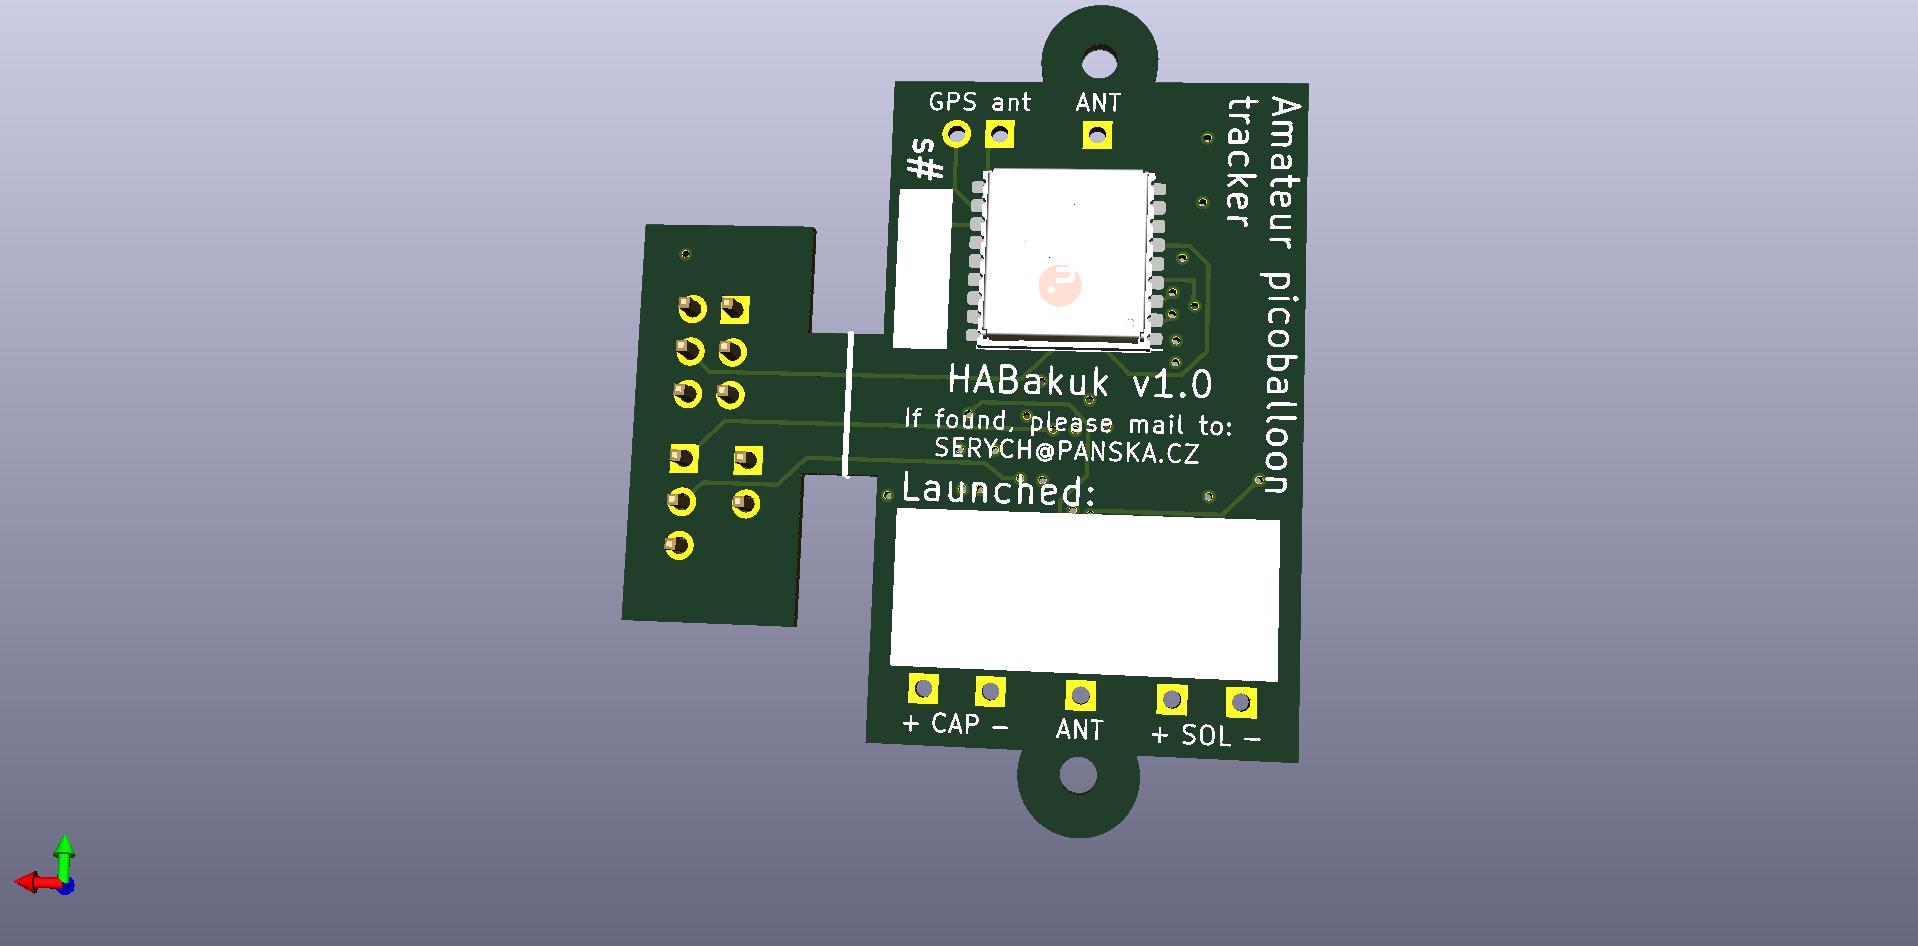 GPS ant
ANT
#s
Amateur picoballoon
tracker
HABakuk v1.0
If found, please mail to:
SERYCH@PANSKA.CZ
Launched:
+ CAP -
ANT
+ SOL -